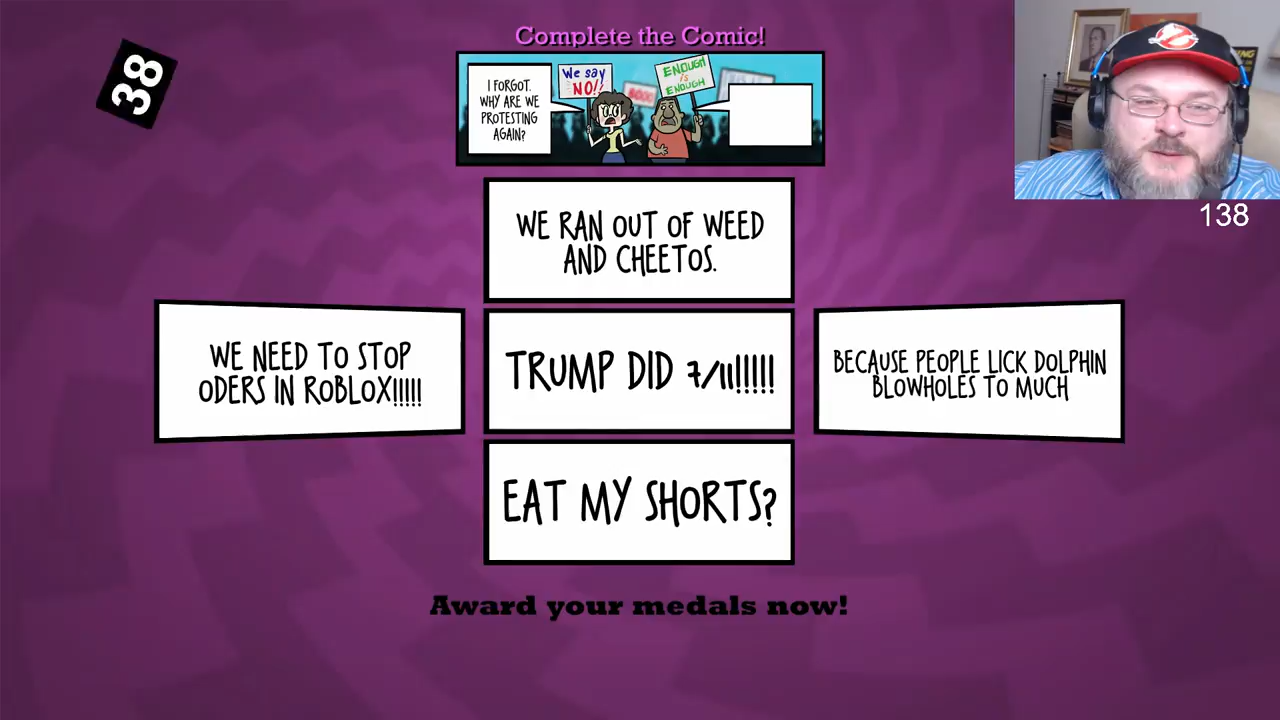 38
Complete the Comic!
I FORGOT.
WHY ARE WE
PROTESTING
AGAIN?
We say
NO!!
ENOUGH
IS
ENOUGH
138
WE RAN OUT OF WEED
AND CHEETOS.
WE NEED TO STOP
ODERS IN ROBLOX!!!!!
TRUMP DID 7/11!!!!!
BECAUSE PEOPLE LICK DOLPHIN
BLOWHOLES TO MUCH
EAT MY SHORTS?
Award your medals now!